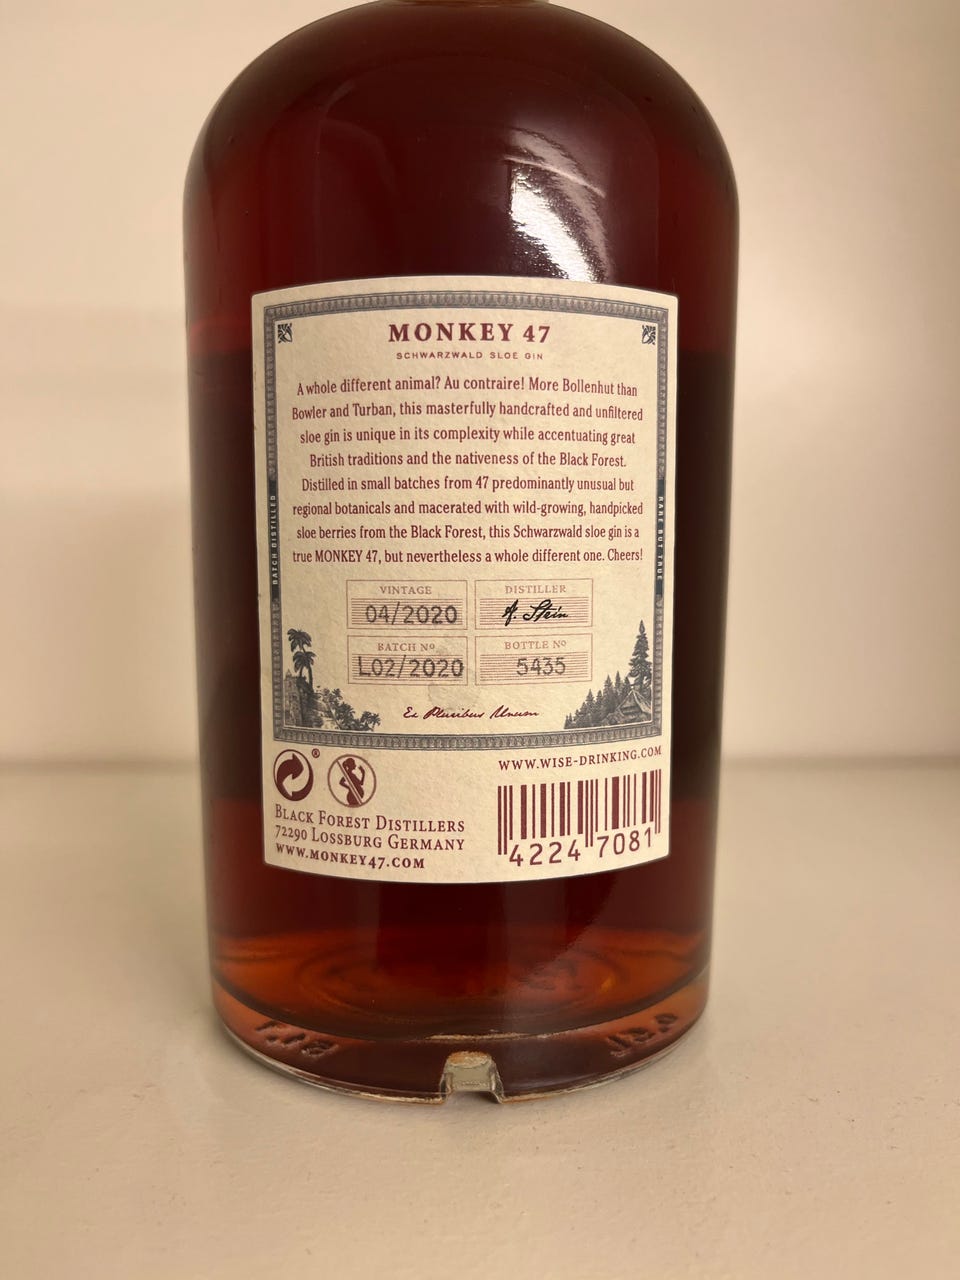 MONKEY 47
SCHWARZWALD SLOE GIN
A whole different animal? Au contraire! More Bollenhut than
Bowler and Turban, this masterfully handcrafted and unfiltered
sloe gin is unique in its complexity while accentuating great
British traditions and the nativeness of the Black Forest.
Distilled in small batches from 47 predominantly unusual but
regional botanicals and macerated with wild-growing, handpicked
sloe berries from the Black Forest, this Schwarzwald sloe gin is a
true MONKEY 47, but nevertheless a whole different one. Cheers!
BATCH DISTILLED
RARE BUT TRUE
VINTAGE
04/2020
DISTILLER
A. Stein
BATCH Nº
L02/2020
BOTTLE Nº
5435
Ex Pluribus Unum
®
WWW.WISE-DRINKING.COM
BLACK FOREST DISTILLERS
72290 LOSSBURG GERMANY
WWW.MONKEY47.COM
4224 7081